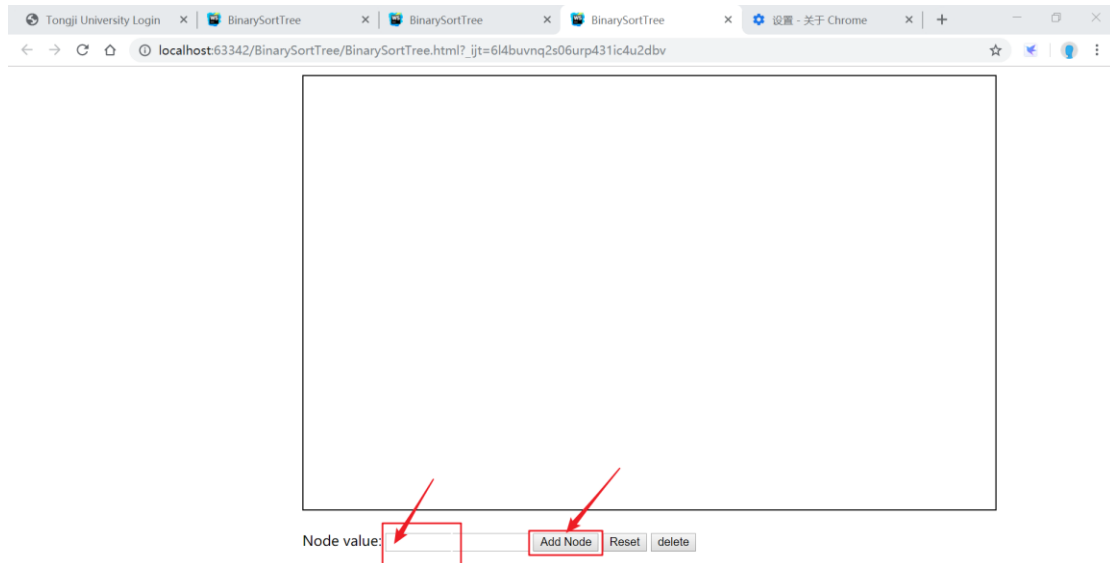 Tongji University Login BinarySortTree BinarySortTree BinarySortTree 设置 - 关于 Chrome
localhost:63342/BinarySortTree/BinarySortTree.html?_ijt=6l4buvnq2s06urp431ic4u2dbv
Node value: Add Node Reset delete